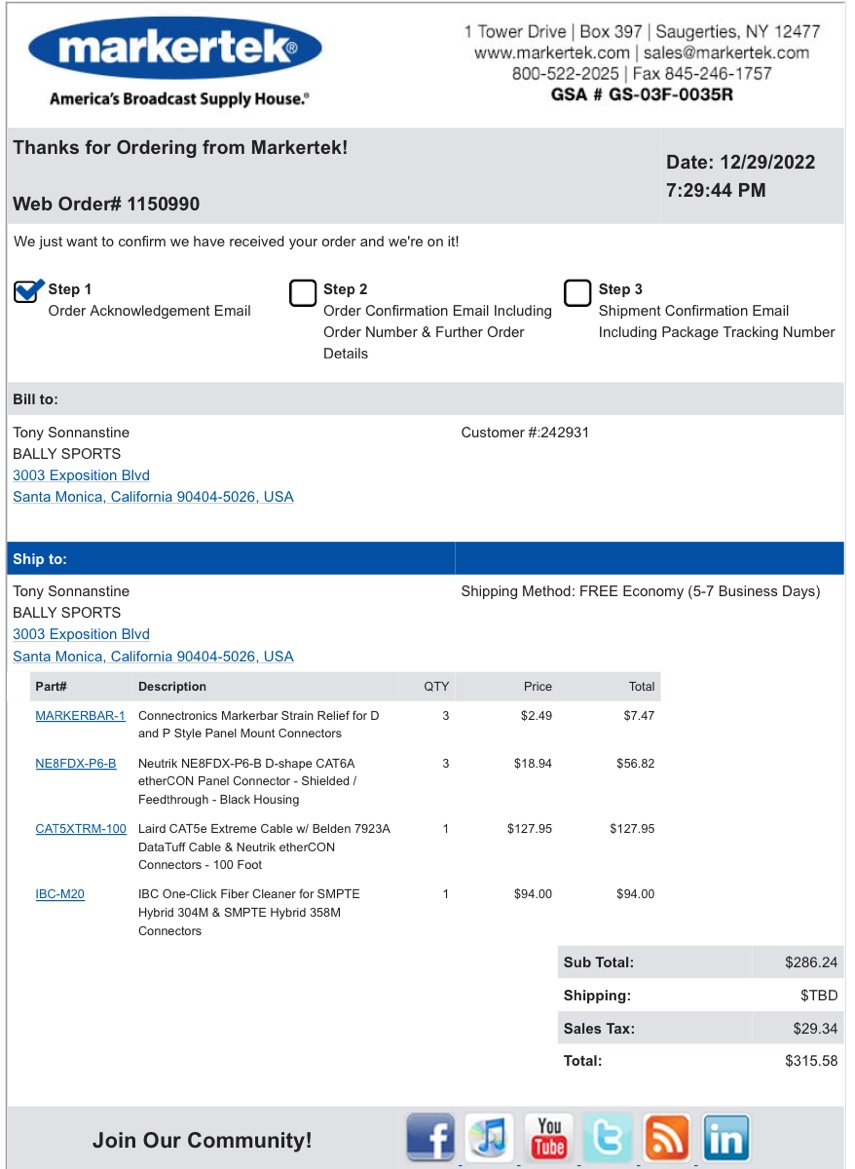 markertek®
America's Broadcast Supply House.®
1 Tower Drive | Box 397 | Saugerties, NY 12477
www.markertek.com | sales@markertek.com
800-522-2025 | Fax 845-246-1757
GSA # GS-03F-0035R
Thanks for Ordering from Markertek!
Web Order# 1150990
Date: 12/29/2022
7:29:44 PM
We just want to confirm we have received your order and we're on it!
Step 1
Order Acknowledgement Email
Step 2
Order Confirmation Email Including
Order Number & Further Order
Details
Step 3
Shipment Confirmation Email
Including Package Tracking Number
Bill to:
Tony Sonnanstine
BALLY SPORTS
3003 Exposition Blvd
Santa Monica, California 90404-5026, USA
Customer #:242931
Ship to:
Tony Sonnanstine
BALLY SPORTS
3003 Exposition Blvd
Santa Monica, California 90404-5026, USA
Shipping Method: FREE Economy (5-7 Business Days)
Part# Description QTY Price Total
MARKERBAR-1 Connectronics Markerbar Strain Relief for D 3 $2.49 $7.47
and P Style Panel Mount Connectors
NE8FDX-P6-B Neutrik NE8FDX-P6-B D-shape CAT6A 3 $18.94 $56.82
etherCON Panel Connector - Shielded /
Feedthrough - Black Housing
CAT5XTRM-100 Laird CAT5e Extreme Cable w/ Belden 7923A 1 $127.95 $127.95
DataTuff Cable & Neutrik etherCON
Connectors - 100 Foot
IBC-M20 IBC One-Click Fiber Cleaner for SMPTE 1 $94.00 $94.00
Hybrid 304M & SMPTE Hybrid 358M
Connectors
Sub Total: $286.24
Shipping: $TBD
Sales Tax: $29.34
Total: $315.58
Join Our Community!
f
You
Tube
t
in